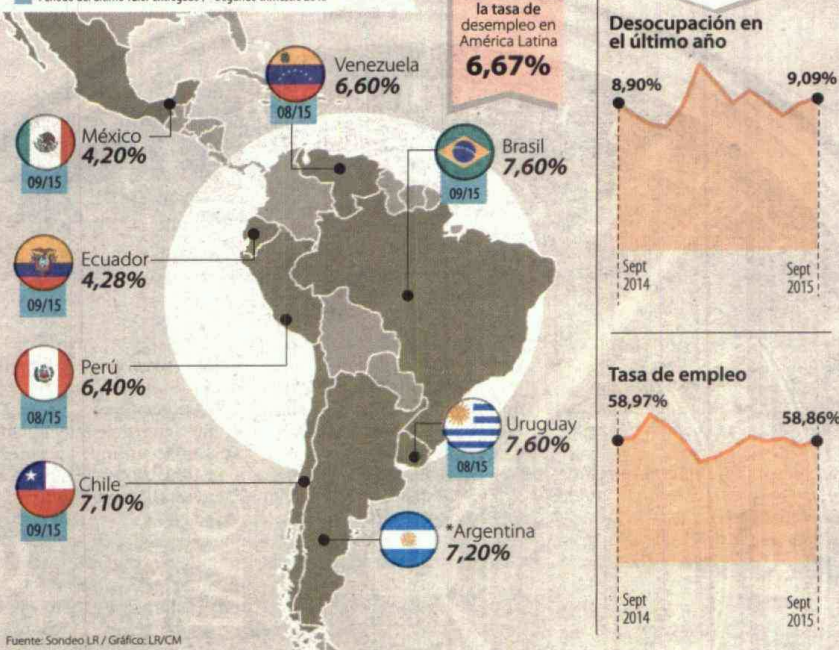 la tasa de
desempleo en
América Latina
6,67%
Venezuela
6,60%
08/15
México
4,20%
09/15
Brasil
7,60%
09/15
Ecuador
4,28%
09/15
Perú
6,40%
08/15
Uruguay
7,60%
08/15
Chile
7,10%
09/15
*Argentina
7,20%
Fuente: Sondeo LR / Gráfico: LR/CM
Desocupación en
el último año
8,90%
9,09%
Sept
2014
Sept
2015
Tasa de empleo
58,97%
58,86%
Sept
2014
Sept
2015